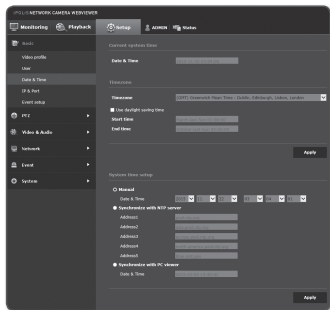 IPOLIS NETWORK CAMERA WEBVIEWER
Monitoring
Playback
Setup
ADMIN
Status
Basic
Video profile
User
Date & Time
IP & Port
Event setup
PTZ
Video & Audio
Network
Event
System
Current system time
Date & Time
Timezone
Timezone
(GMT) Greenwich Mean Time : Dublin, Edinburgh, Lisbon, London
Use daylight saving time
Start time
End time
Apply
System time setup
Manual
Date & Time
Synchronize with NTP server
Address1
Address2
Address3
Address4
Address5
Synchronize with PC viewer
Date & Time
Apply